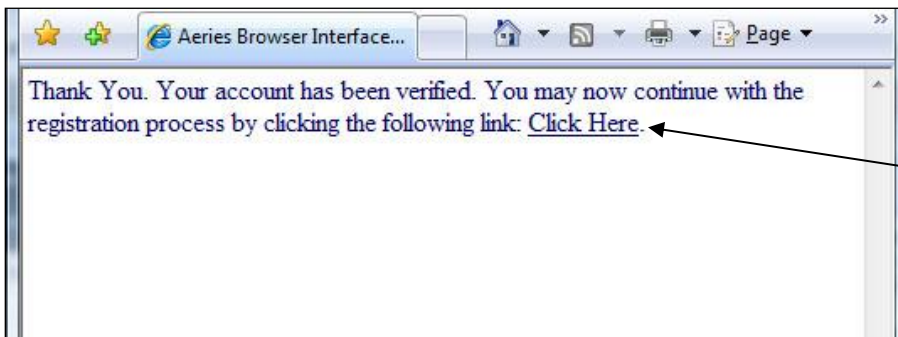 Aeries Browser Interface...
Page
Thank You. Your account has been verified. You may now continue with the
registration process by clicking the following link: Click Here.